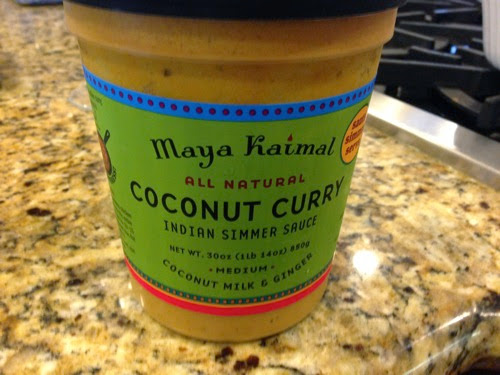 Maya Kaimal
ALL NATURAL
COCONUT CURRY
INDIAN SIMMER SAUCE
NET WT. 30oz (1lb 14oz) 850g
• MEDIUM •
COCONUT MILK & GINGER